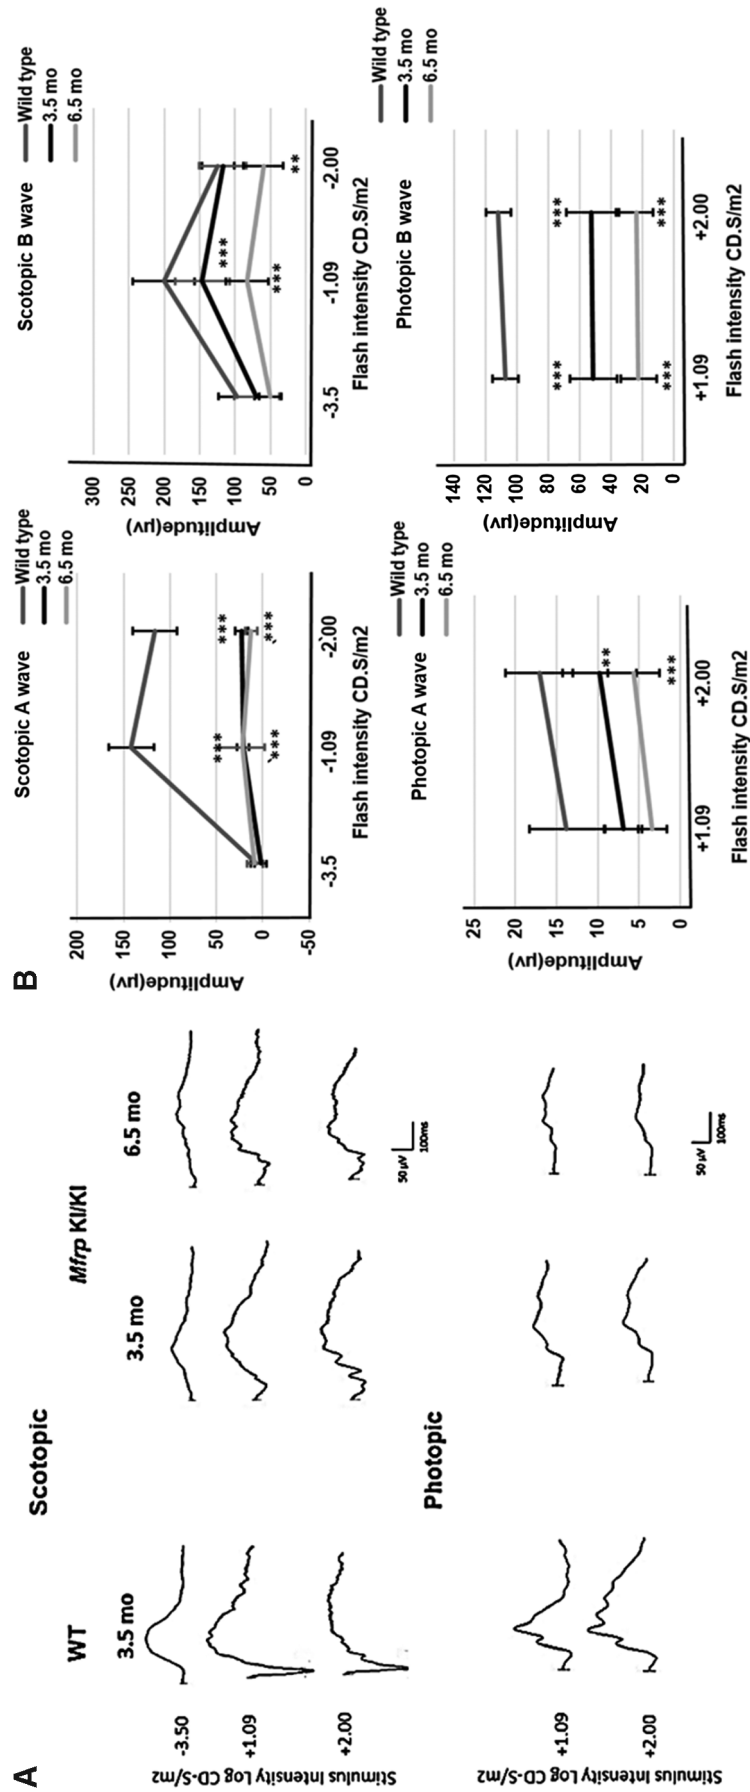 A
Scotopic
WT
Mfrp KI/KI
3.5 mo
3.5 mo
6.5 mo
Stimulus Intensity Log CD-S/m2
-3.50
+1.09
+2.00
50 µV
100ms
Photopic
Stimulus Intensity Log CD-S/m2
+1.09
+2.00
50 µV
100ms
B
Scotopic A wave
Wild type
3.5 mo
6.5 mo
Amplitude(µv)
200
150
100
50
0
-50
***
***
***
***
-3.5
-1.09
-2.00
Flash intensity CD.S/m2
Scotopic B wave
Wild type
3.5 mo
6.5 mo
Amplitude(µv)
300
250
200
150
100
50
0
***
***
**
-3.5
-1.09
-2.00
Flash intensity CD.S/m2
Photopic A wave
Wild type
3.5 mo
6.5 mo
Amplitude(µv)
25
20
15
10
5
0
**
***
+1.09
+2.00
Flash intensity CD.S/m2
Photopic B wave
Wild type
3.5 mo
6.5 mo
Amplitude(µv)
140
120
100
80
60
40
20
0
***
***
***
***
+1.09
+2.00
Flash intensity CD.S/m2